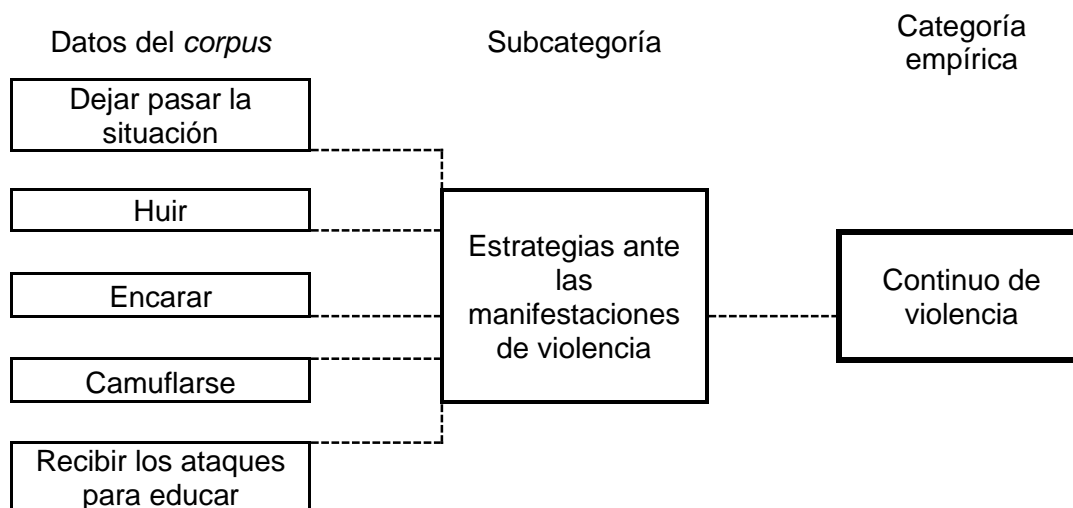 Datos del corpus
Subcategoría
Categoría
empírica
Dejar pasar la
situación
Huir
Encarar
Camuflarse
Recibir los ataques
para educar
Estrategias ante
las
manifestaciones
de violencia
Continuo de
violencia